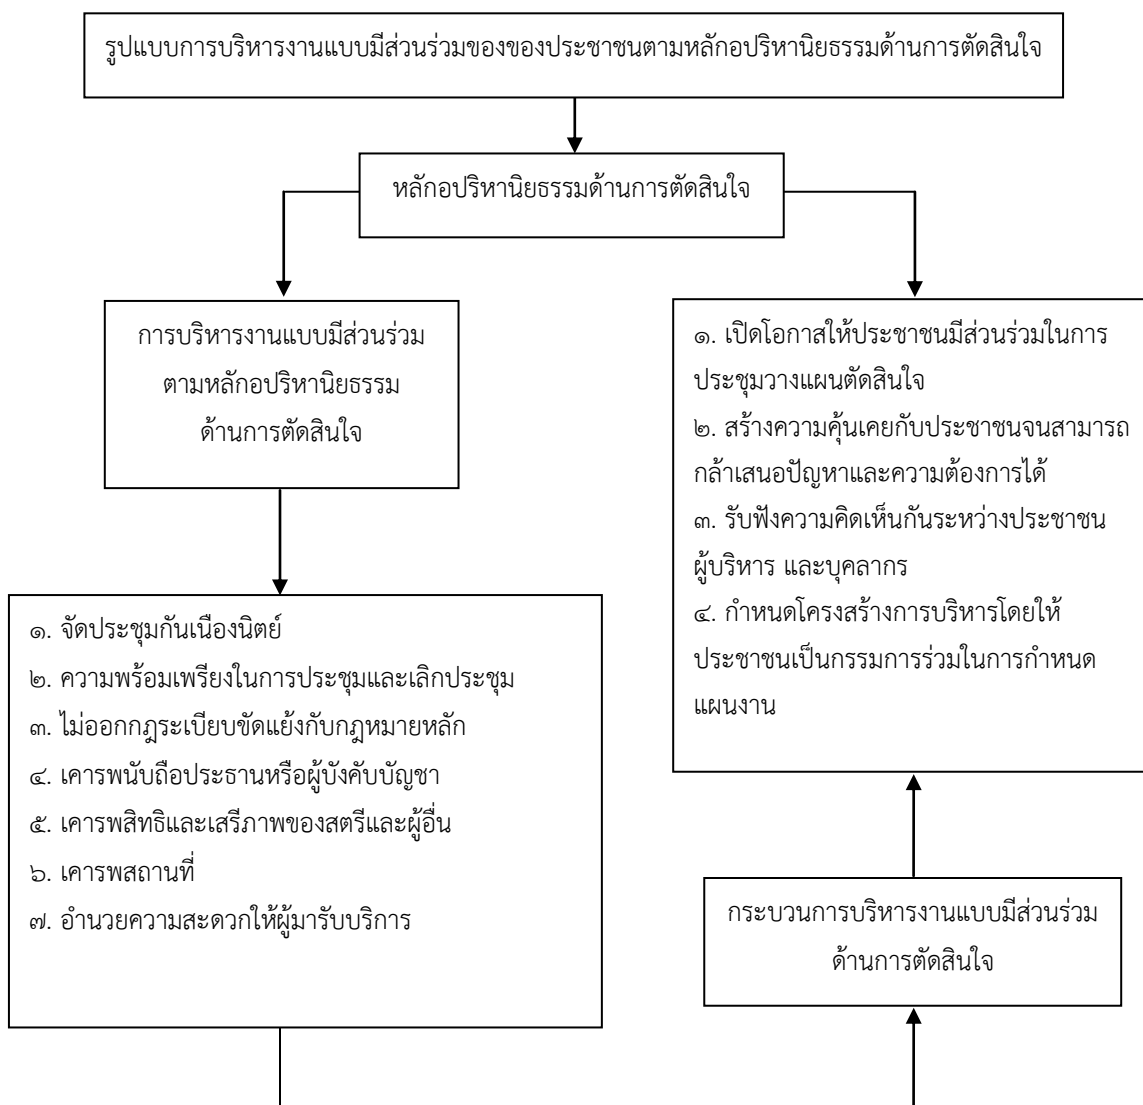 รูปแบบการบริหารงานแบบมีส่วนร่วมของของประชาชนตามหลักอปริหานิยธรรมด้านการตัดสินใจ
หลักอปริหานิยธรรมด้านการตัดสินใจ
การบริหารงานแบบมีส่วนร่วม
ตามหลักอปริหานิยธรรม
ด้านการตัดสินใจ
๑. จัดประชุมกันเนืองนิตย์
๒. ความพร้อมเพรียงในการประชุมและเลิกประชุม
๓. ไม่ออกกฎระเบียบขัดแย้งกับกฎหมายหลัก
๔. เคารพนับถือประธานหรือผู้บังคับบัญชา
๕. เคารพสิทธิและเสรีภาพของสตรีและผู้อื่น
๖. เคารพสถานที่
๗. อำนวยความสะดวกให้ผู้มารับบริการ
๑. เปิดโอกาสให้ประชาชนมีส่วนร่วมในการ
ประชุมวางแผนตัดสินใจ
๒. สร้างความคุ้นเคยกับประชาชนจนสามารถ
กล้าเสนอปัญหาและความต้องการได้
๓. รับฟังความคิดเห็นกันระหว่างประชาชน
ผู้บริหาร และบุคลากร
๔. กำหนดโครงสร้างการบริหารโดยให้
ประชาชนเป็นกรรมการร่วมในการกำหนด
แผนงาน
กระบวนการบริหารงานแบบมีส่วนร่วม
ด้านการตัดสินใจ